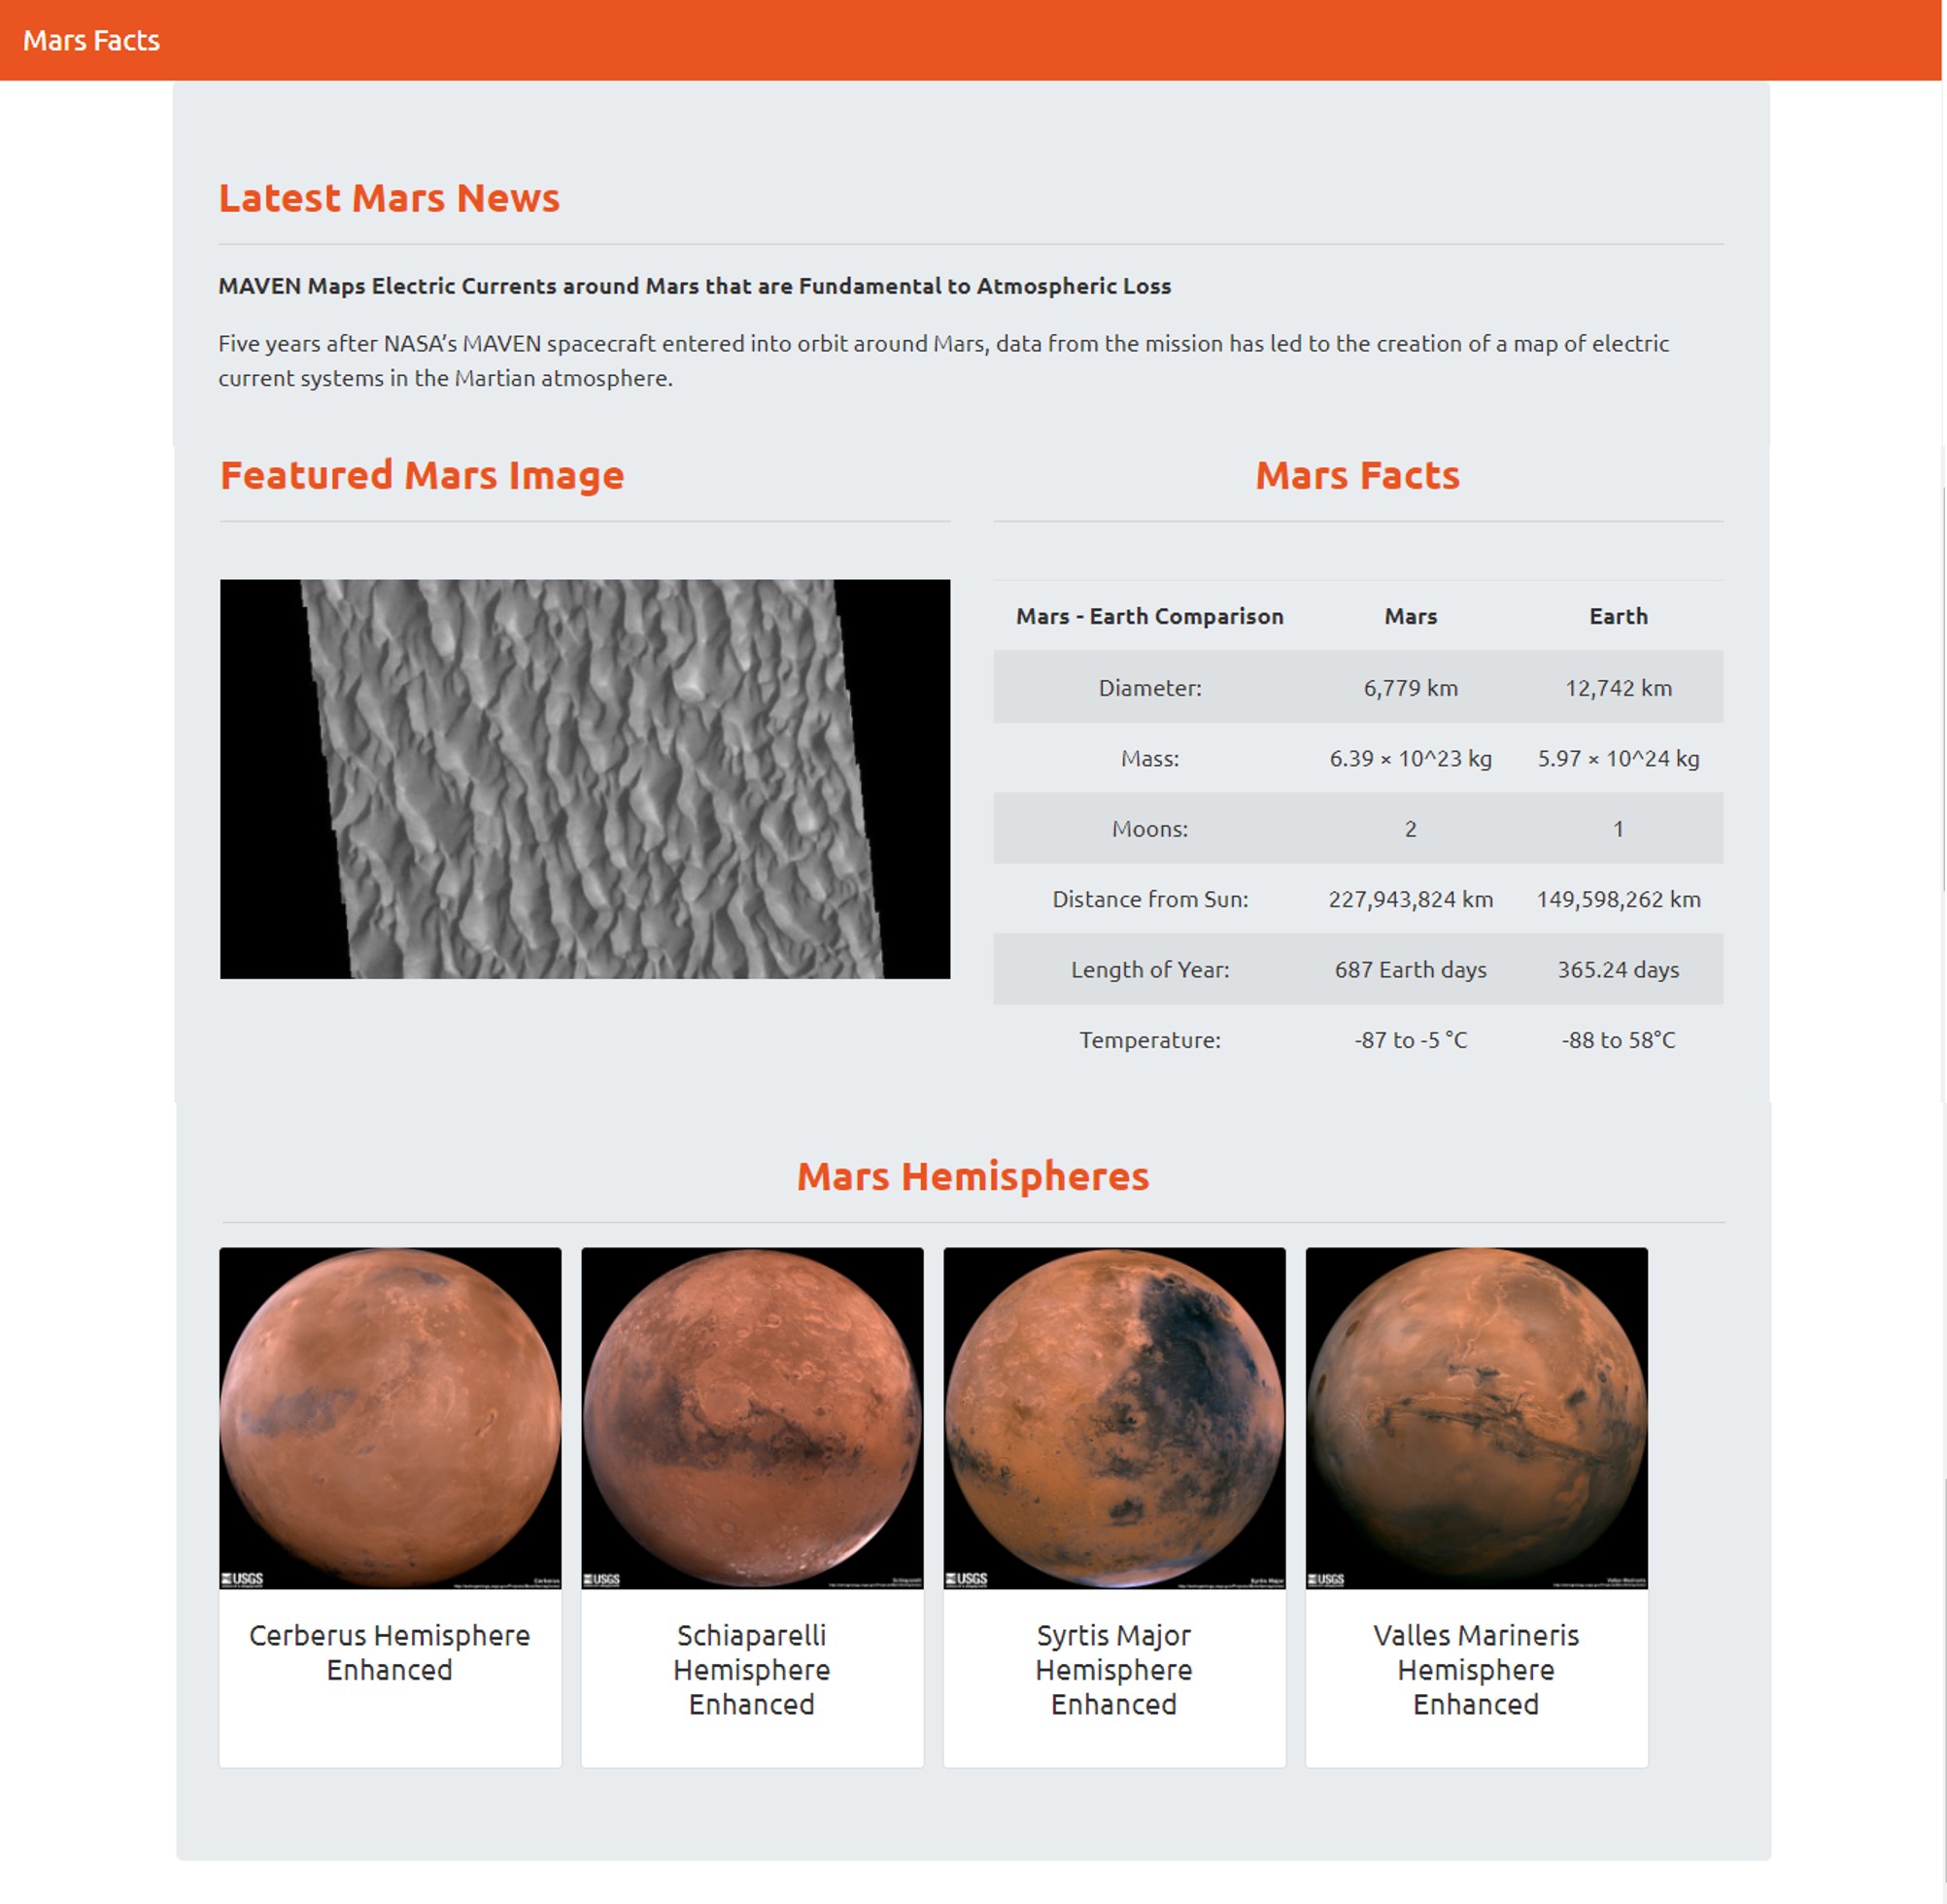 Mars Facts
Latest Mars News
MAVEN Maps Electric Currents around Mars that are Fundamental to Atmospheric Loss
Five years after NASA’s MAVEN spacecraft entered into orbit around Mars, data from the mission has led to the creation of a map of electric
current systems in the Martian atmosphere.
Featured Mars Image
Mars Facts
Mars - Earth Comparison Mars Earth
Diameter: 6,779 km 12,742 km
Mass: 6.39 × 10^23 kg 5.97 × 10^24 kg
Moons: 2 1
Distance from Sun: 227,943,824 km 149,598,262 km
Length of Year: 687 Earth days 365.24 days
Temperature: -87 to -5 °C -88 to 58°C
Mars Hemispheres
USGS
Cerberus
USGS
Schiaparelli
USGS
Syrtis Major
USGS
Valles Marineris
Cerberus Hemisphere
Enhanced
Schiaparelli
Hemisphere
Enhanced
Syrtis Major
Hemisphere
Enhanced
Valles Marineris
Hemisphere
Enhanced